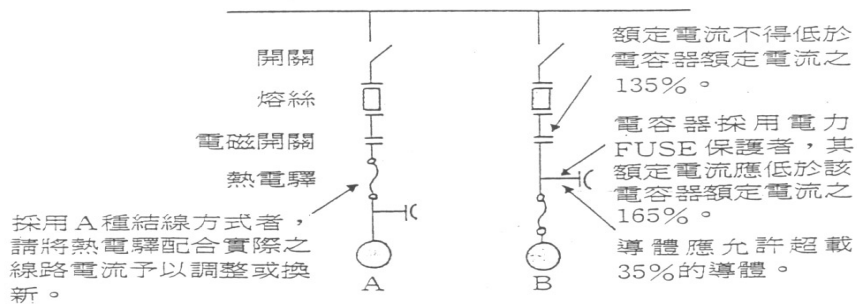 開關
熔絲
電磁開關
熱電驛
採用A種結線方式者，
請將熱電驛配合實際之
線路電流予以調整或換
新。
A
B
額定電流不得低於
電容器額定電流之
135%。
電容器採用電力
FUSE保護者，其
額定電流應低於該
電容器額定電流之
165%。
導體應允許超載
35%的導體。